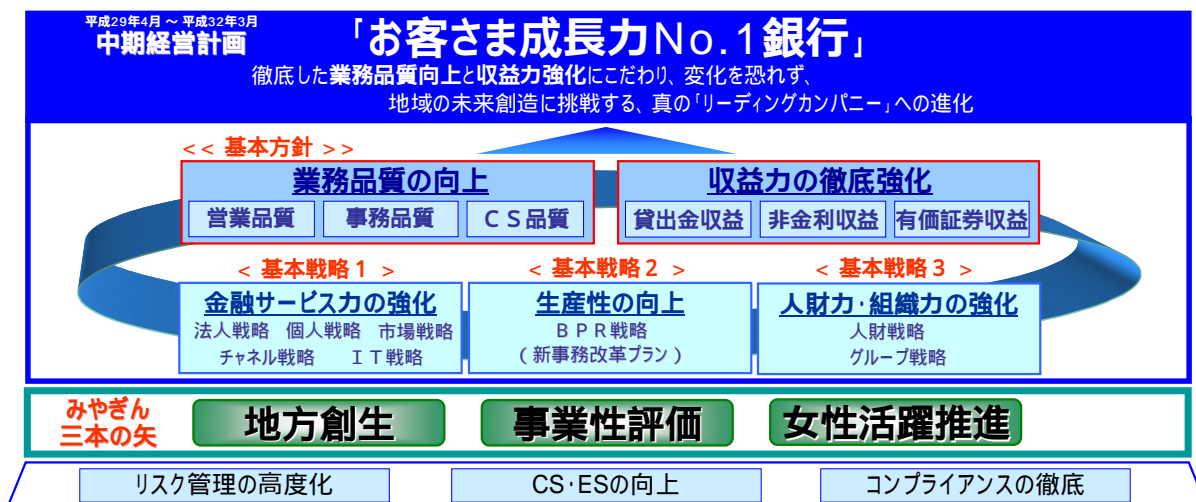 平成29年4月～平成32年3月
中期経営計画
「お客さま成長力No.1銀行」
徹底した業務品質向上と収益力強化にこだわり、変化を恐れず、
地域の未来創造に挑戦する、真の「リーディングカンパニー」への進化
<< 基本方針 >>
業務品質の向上
営業品質 事務品質 ＣＳ品質
収益力の徹底強化
貸出金収益 非金利収益 有価証券収益
< 基本戦略１ >
金融サービス力の強化
法人戦略 個人戦略 市場戦略
チャネル戦略 ＩＴ戦略
< 基本戦略２ >
生産性の向上
ＢＰＲ戦略
（新事務改革プラン）
< 基本戦略３ >
人財力・組織力の強化
人財戦略
グループ戦略
みやぎん
三本の矢
地方創生 事業性評価 女性活躍推進
リスク管理の高度化 CS・ESの向上 コンプライアンスの徹底